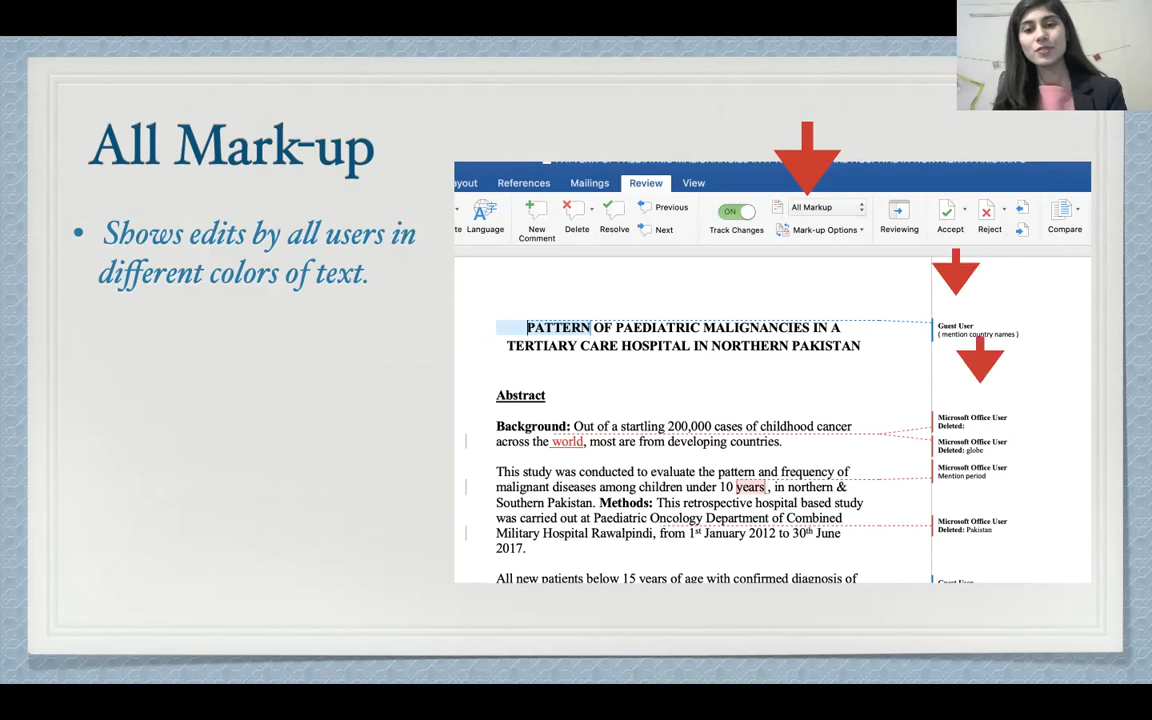 All Mark-up
• Shows edits by all users in
different colors of text.
References Mailings Review View
Language New Comment Delete Resolve Previous Next ON Track Changes All Markup Mark-up Options Reviewing Accept Reject Compare
PATTERN OF PAEDIATRIC MALIGNANCIES IN A
TERTIARY CARE HOSPITAL IN NORTHERN PAKISTAN
Abstract
Background: Out of a startling 200,000 cases of childhood cancer
across the world, most are from developing countries.
This study was conducted to evaluate the pattern and frequency of
malignant diseases among children under 10 years , in northern &
Southern Pakistan. Methods: This retrospective hospital based study
was carried out at Paediatric Oncology Department of Combined
Military Hospital Rawalpindi, from 1st January 2012 to 30th June
2017.
All new patients below 15 years of age with confirmed diagnosis of
Guest User
( mention country names )
Microsoft Office User
Deleted:
Microsoft Office User
Deleted: globe
Microsoft Office User
Mention period
Microsoft Office User
Deleted: Pakistan
Guest User